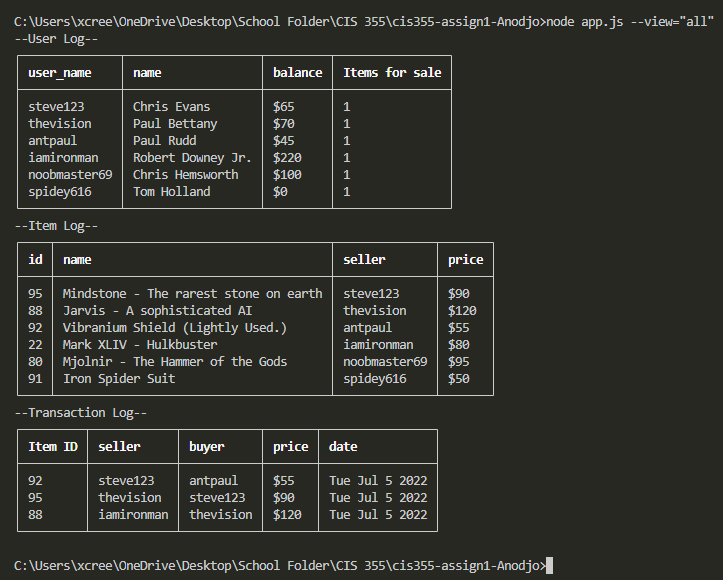 C:\Users\xcree\OneDrive\Desktop\School Folder\CIS 355\cis355-assign1-Anodjo>node app.js --view="all"
--User Log--
user_name name balance Items for sale
steve123 Chris Evans $65 1
thevision Paul Bettany $70 1
antpaul Paul Rudd $45 1
iamironman Robert Downey Jr. $220 1
noobmaster69 Chris Hemsworth $100 1
spidey616 Tom Holland $0 1
--Item Log--
id name seller price
95 Mindstone - The rarest stone on earth steve123 $90
88 Jarvis - A sophisticated AI thevision $120
92 Vibranium Shield (Lightly Used.) antpaul $55
22 Mark XLIV - Hulkbuster iamironman $80
80 Mjolnir - The Hammer of the Gods noobmaster69 $95
91 Iron Spider Suit spidey616 $50
--Transaction Log--
Item ID seller buyer price date
92 steve123 antpaul $55 Tue Jul 5 2022
95 thevision steve123 $90 Tue Jul 5 2022
88 iamironman thevision $120 Tue Jul 5 2022
C:\Users\xcree\OneDrive\Desktop\School Folder\CIS 355\cis355-assign1-Anodjo>